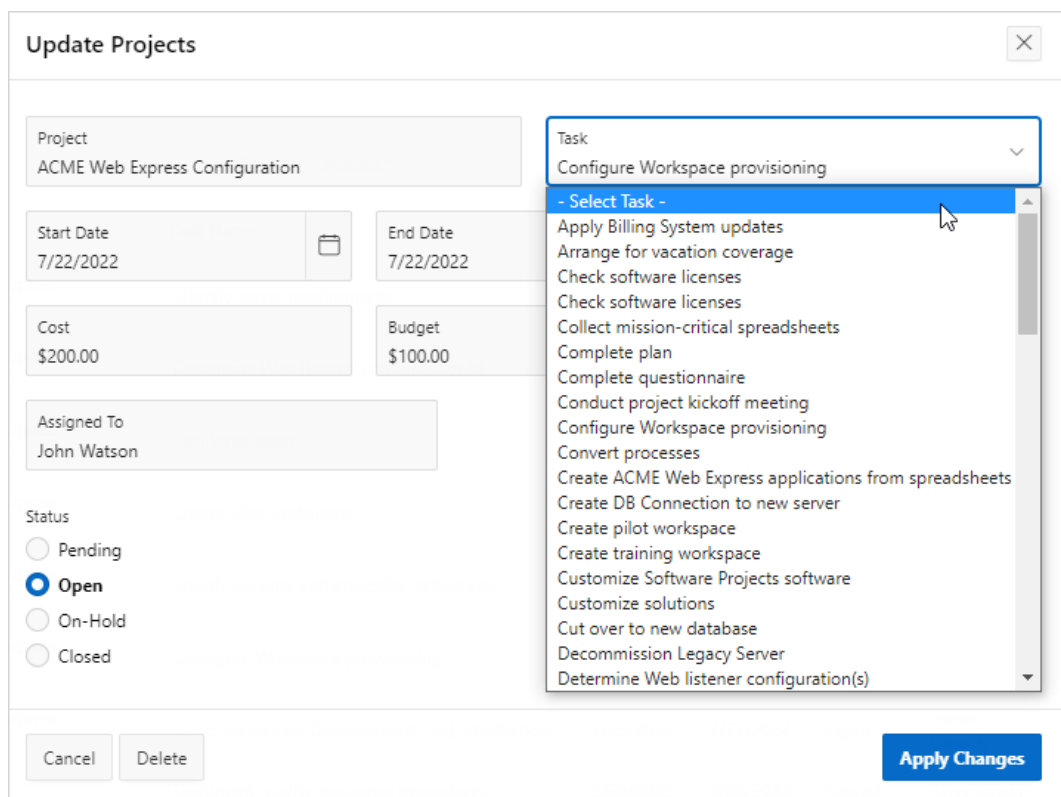 Update Projects
Project
ACME Web Express Configuration
Task
Configure Workspace provisioning
- Select Task -
Apply Billing System updates
Arrange for vacation coverage
Check software licenses
Check software licenses
Collect mission-critical spreadsheets
Complete plan
Complete questionnaire
Conduct project kickoff meeting
Configure Workspace provisioning
Convert processes
Create ACME Web Express applications from spreadsheets
Create DB Connection to new server
Create pilot workspace
Create training workspace
Customize Software Projects software
Customize solutions
Cut over to new database
Decommission Legacy Server
Determine Web listener configuration(s)
Start Date
7/22/2022
End Date
7/22/2022
Cost
$200.00
Budget
$100.00
Assigned To
John Watson
Status
Pending
Open
On-Hold
Closed
Cancel
Delete
Apply Changes